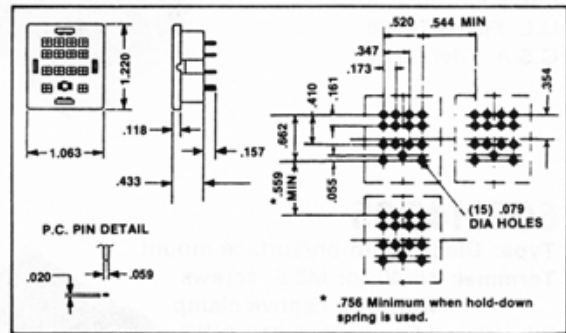 .520 .544 MIN
.347
.173
.161
.410
.662
.354
1.220
.118
.157
1.063
.433
* .559 MIN
.055
(15) .079
DIA HOLES
P.C. PIN DETAIL
.020
.059
* .756 Minimum when hold-down
spring is used.